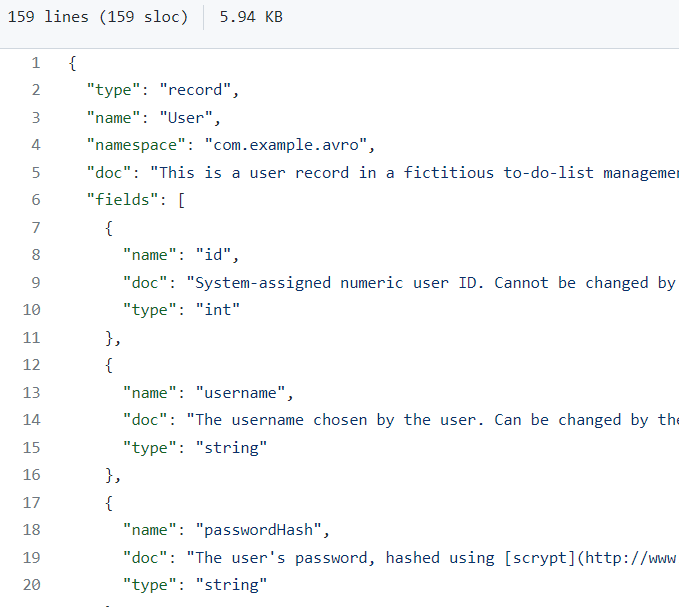 159 lines (159 sloc) 5.94 KB
1 {
2 "type": "record",
3 "name": "User",
4 "namespace": "com.example.avro",
5 "doc": "This is a user record in a fictitious to-do-list
6 "fields": [
7 {
8 "name": "id",
9 "doc": "System-assigned numeric user ID. Cannot be changed by
10 "type": "int"
11 },
12 {
13 "name": "username",
14 "doc": "The username chosen by the user. Can be changed by the
15 "type": "string"
16 },
17 {
18 "name": "passwordHash",
19 "doc": "The user's password, hashed using [scrypt](http://www
20 "type": "string"